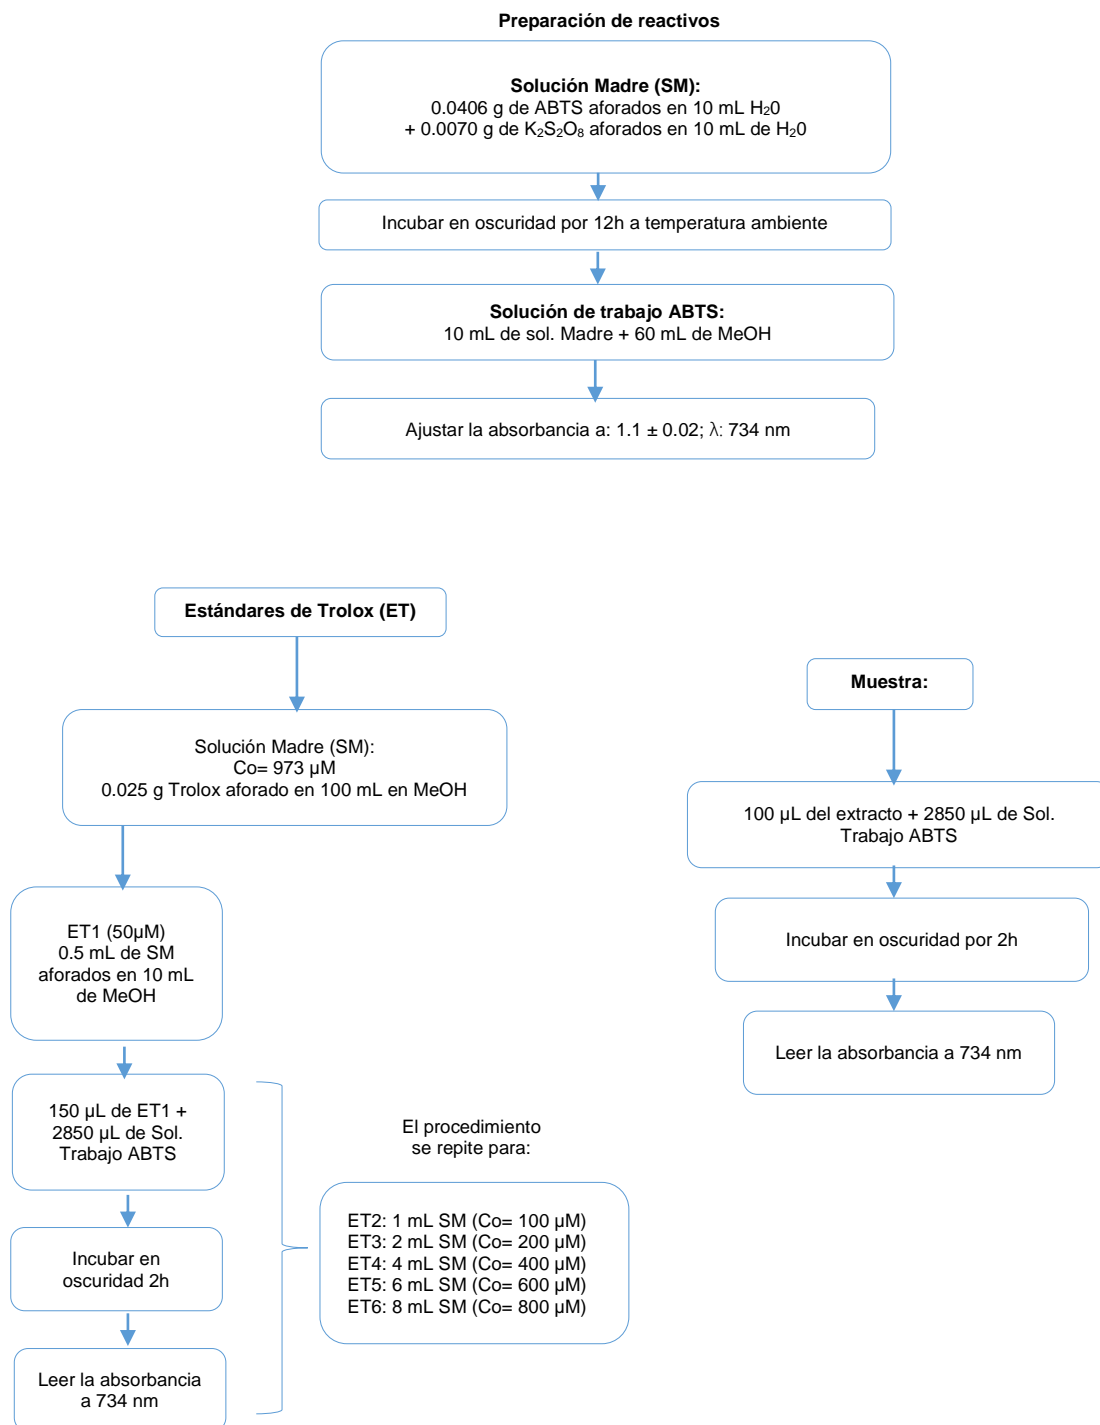 Preparación de reactivos
Solución Madre (SM):
0.0406 g de ABTS aforados en 10 mL H₂0
+ 0.0070 g de K₂S₂O₈ aforados en 10 mL de H₂0
Incubar en oscuridad por 12h a temperatura ambiente
Solución de trabajo ABTS:
10 mL de sol. Madre + 60 mL de MeOH
Ajustar la absorbancia a: 1.1 ± 0.02; λ: 734 nm
Estándares de Trolox (ET)
Solución Madre (SM):
Co= 973 µM
0.025 g Trolox aforado en 100 mL en MeOH
ET1 (50µM)
0.5 mL de SM
aforados en 10 mL
de MeOH
150 µL de ET1 +
2850 µL de Sol.
Trabajo ABTS
Incubar en
oscuridad 2h
Leer la absorbancia
a 734 nm
El procedimiento
se repite para:
ET2: 1 mL SM (Co= 100 µM)
ET3: 2 mL SM (Co= 200 µM)
ET4: 4 mL SM (Co= 400 µM)
ET5: 6 mL SM (Co= 600 µM)
ET6: 8 mL SM (Co= 800 µM)
Muestra:
100 µL del extracto + 2850 µL de Sol.
Trabajo ABTS
Incubar en oscuridad por 2h
Leer la absorbancia a 734 nm